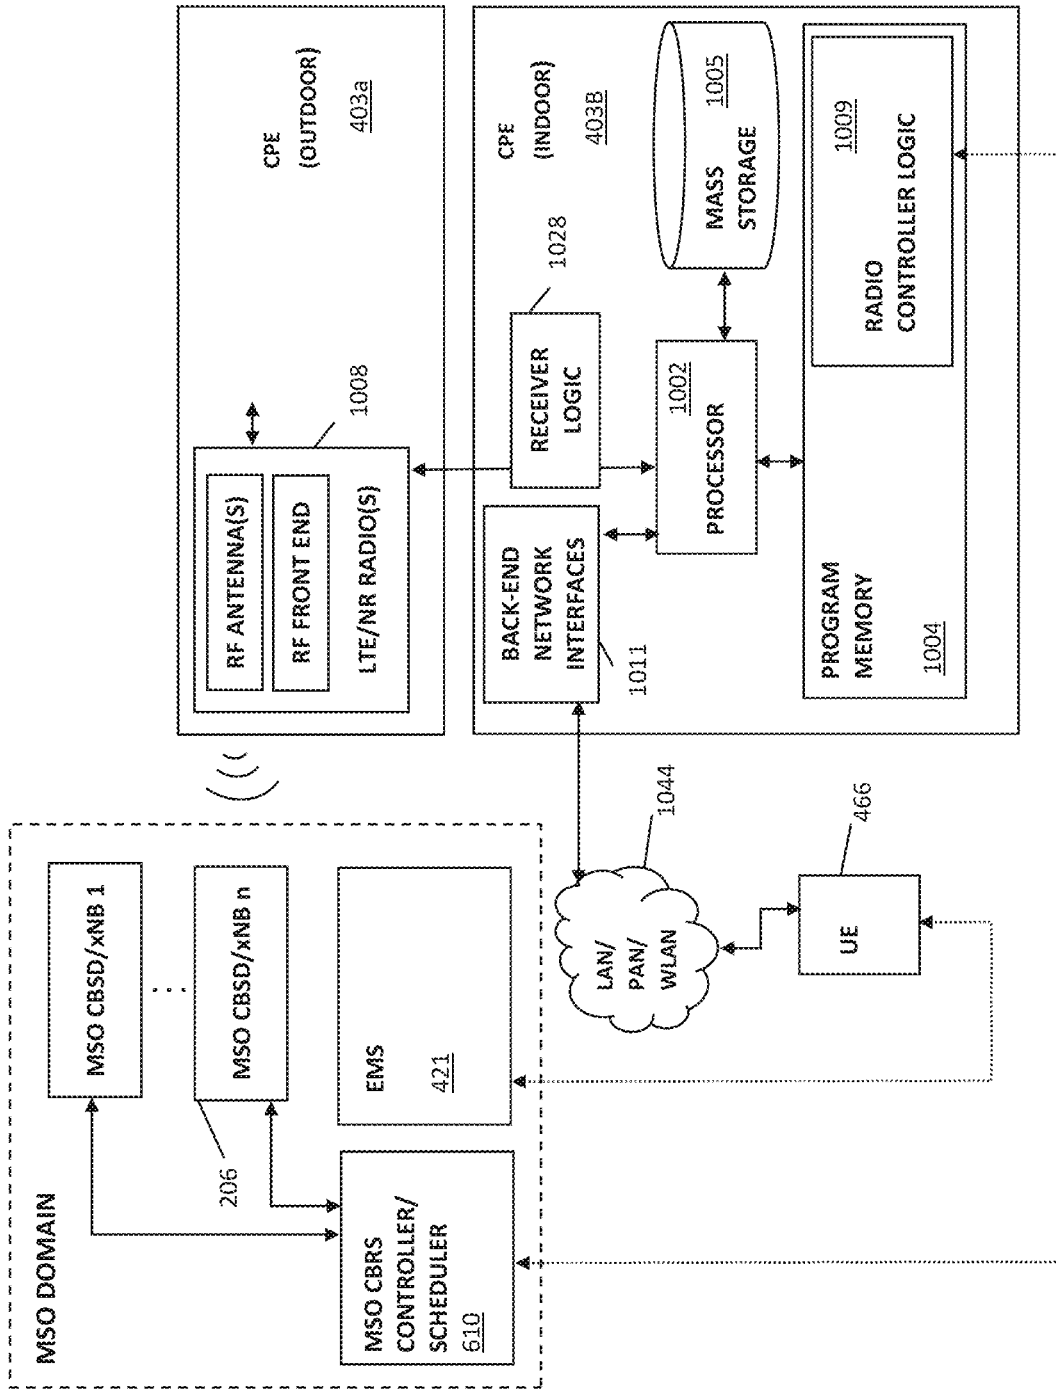 MSO DOMAIN
MSO CBSD/xNB 1
. . .
MSO CBSD/xNB n
206
MSO CBRS
CONTROLLER/
SCHEDULER
610
EMS
421
RF ANTENNA(S)
RF FRONT END
LTE/NR RADIO(S)
1008
CPE
(OUTDOOR)
403a
CPE
(INDOOR)
403B
BACK-END
NETWORK
INTERFACES
1011
RECEIVER
LOGIC
1028
PROCESSOR
1002
MASS
STORAGE
1005
PROGRAM
MEMORY
1004
RADIO
CONTROLLER LOGIC
1009
LAN/
PAN/
WLAN
1044
UE
466